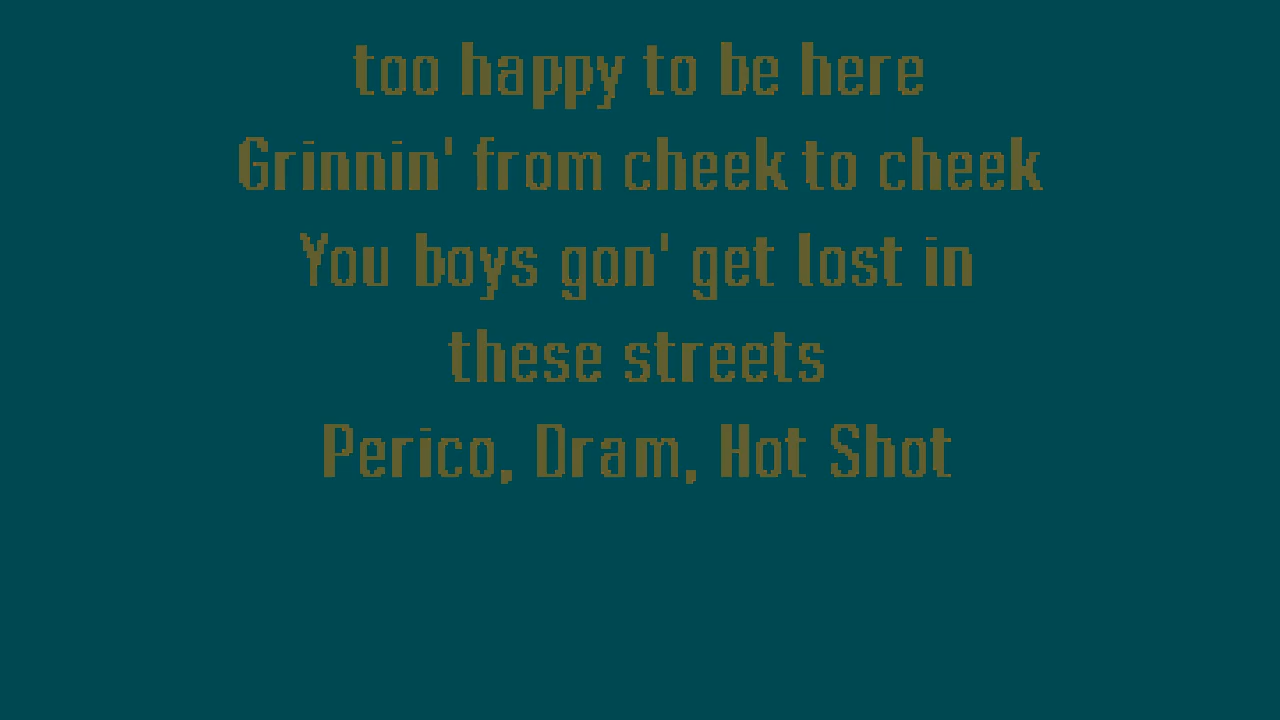 too happy to be here
Grinnin' from cheek to cheek
You boys gon' get lost in
these streets
Perico, Dram, Hot Shot